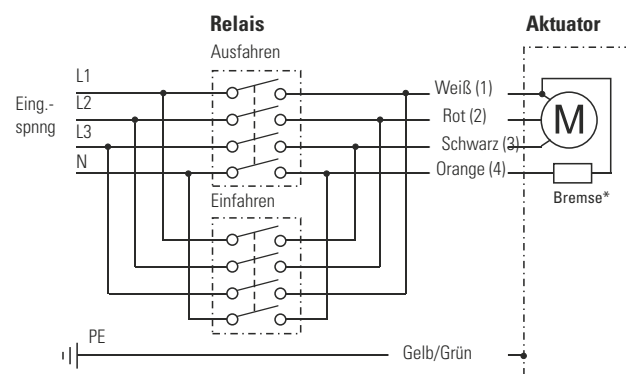 Relais
Aktuator
Ausfahren
L1
Weiß (1)
Eing.-
spnng
L2
Rot (2)
M
L3
Schwarz (3)
N
Orange (4)
Bremse*
Einfahren
PE
Gelb/Grün